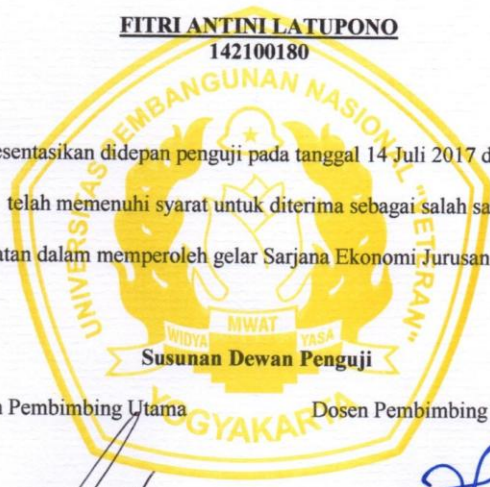 FITRI ANTINI LATUPONO
142100180
UNIVERSITAS PEMBANGUNAN NASIONAL "VETERAN"
esentasikan didepan penguji pada tanggal 14 Juli 2017 d
telah memenuhi syarat untuk diterima sebagai salah sa
atan dalam memperoleh gelar Sarjana Ekonomi Jurusan
WIDYA MWAT YASA
Susunan Dewan Penguji
YOGYAKARTA
n Pembimbing Utama Dosen Pembimbing